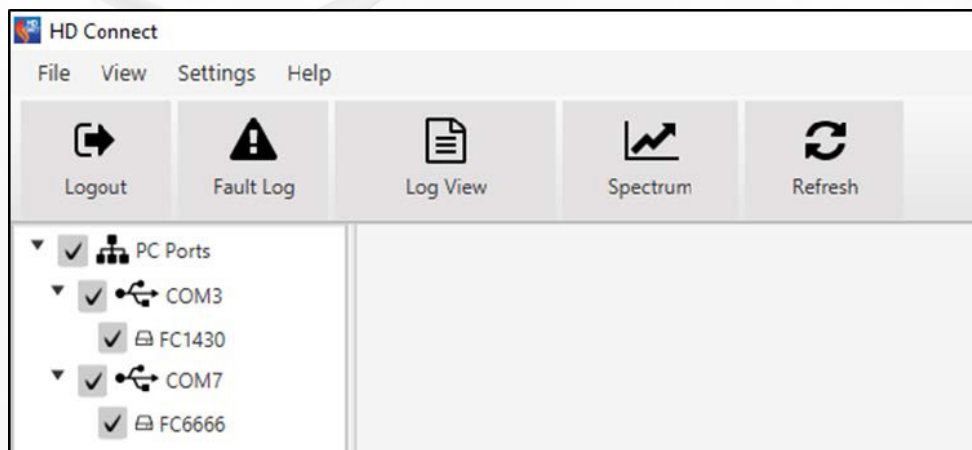 HD Connect
File View Settings Help
Logout Fault Log Log View Spectrum Refresh
PC Ports
COM3
FC1430
COM7
FC6666